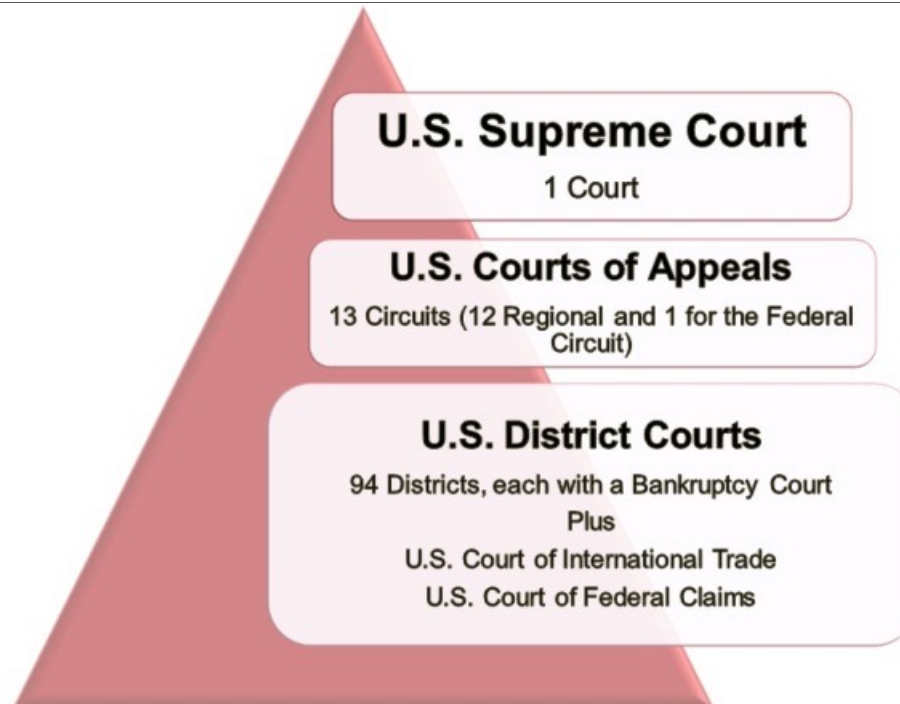 U.S. Supreme Court
1 Court
U.S. Courts of Appeals
13 Circuits (12 Regional and 1 for the Federal
Circuit)
U.S. District Courts
94 Districts, each with a Bankruptcy Court
Plus
U.S. Court of International Trade
U.S. Court of Federal Claims